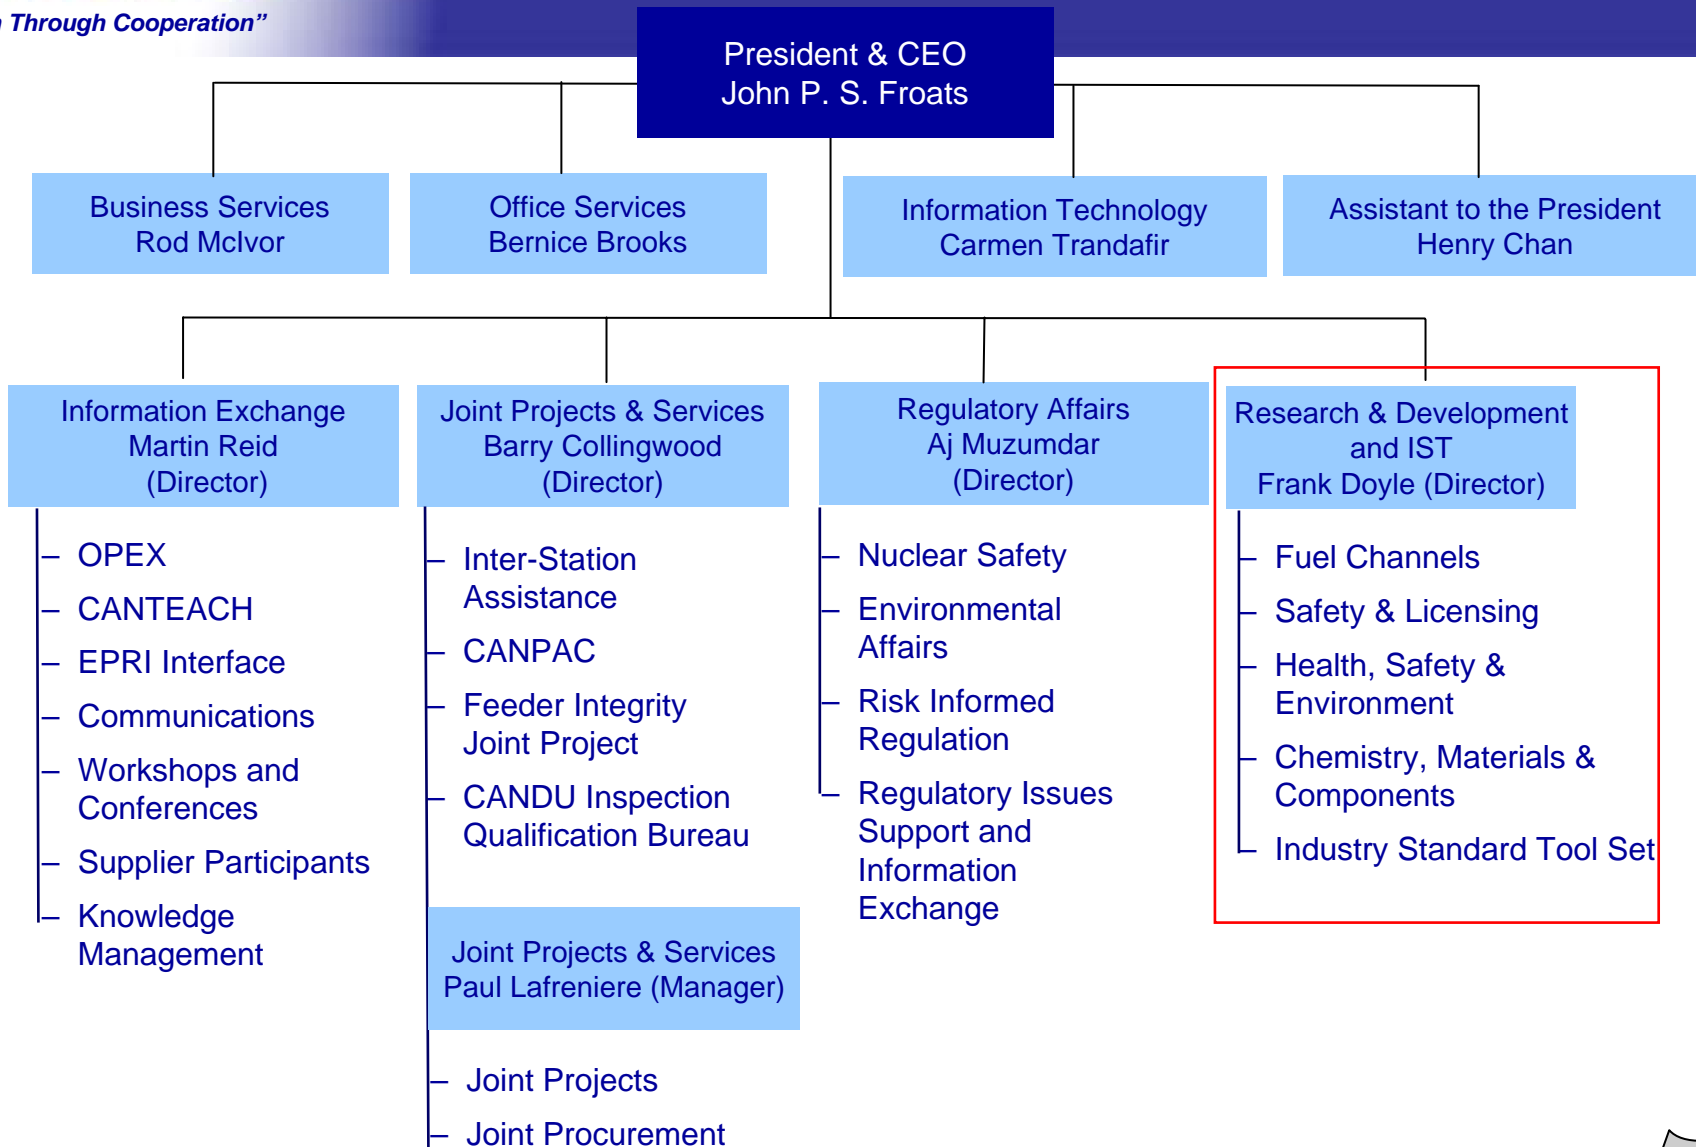 Through Cooperation”
President & CEO
John P. S. Froats
Business Services
Rod McIvor
Office Services
Bernice Brooks
Information Technology
Carmen Trandafir
Assistant to the President
Henry Chan
Information Exchange
Martin Reid
(Director)
– OPEX
– CANTEACH
– EPRI Interface
– Communications
– Workshops and
Conferences
– Supplier Participants
– Knowledge
Management
Joint Projects & Services
Barry Collingwood
(Director)
– Inter-Station
Assistance
– CANPAC
– Feeder Integrity
Joint Project
– CANDU Inspection
Qualification Bureau
Joint Projects & Services
Paul Lafreniere (Manager)
– Joint Projects
– Joint Procurement
Regulatory Affairs
Aj Muzumdar
(Director)
– Nuclear Safety
– Environmental
Affairs
– Risk Informed
Regulation
– Regulatory Issues
Support and
Information
Exchange
Research & Development
and IST
Frank Doyle (Director)
– Fuel Channels
– Safety & Licensing
– Health, Safety &
Environment
– Chemistry, Materials &
Components
– Industry Standard Tool Set